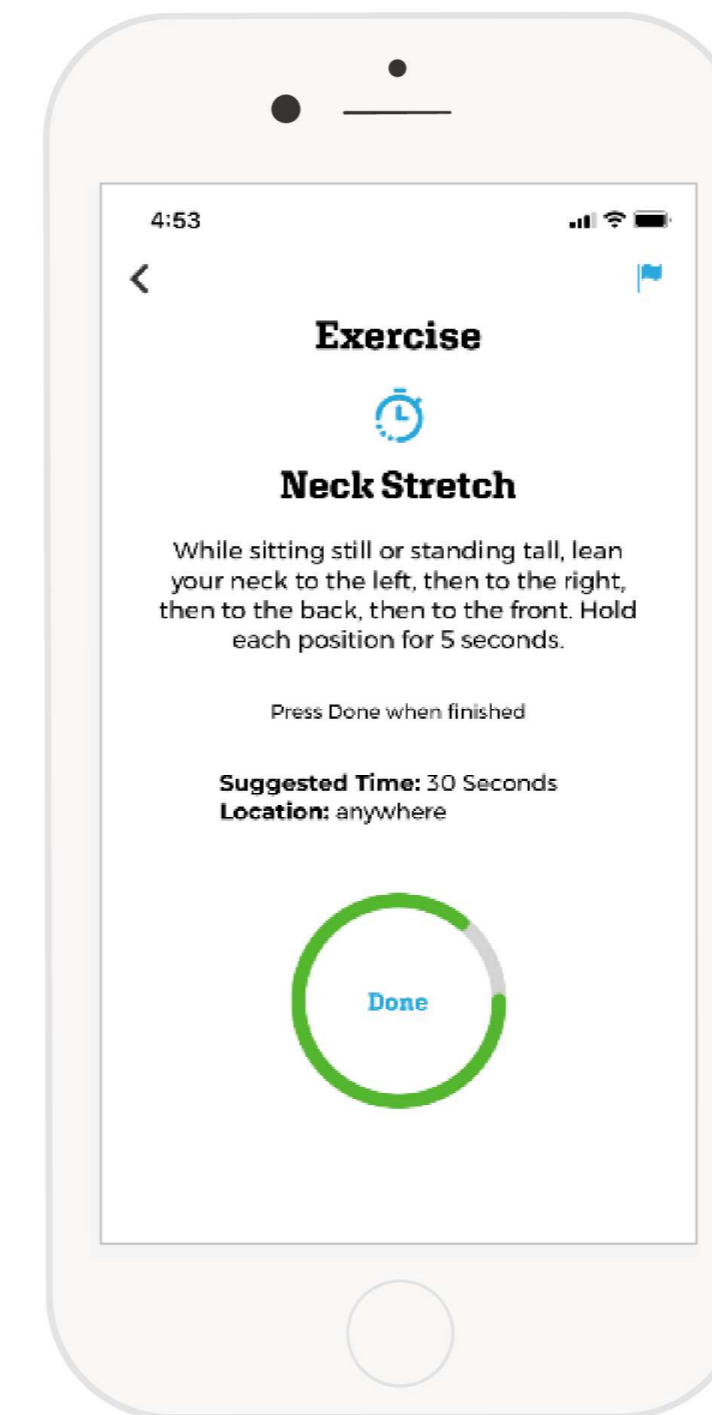 4:53
Exercise
Neck Stretch
While sitting still or standing tall, lean
your neck to the left, then to the right,
then to the back, then to the front. Hold
each position for 5 seconds.
Press Done when finished
Suggested Time: 30 Seconds
Location: anywhere
Done